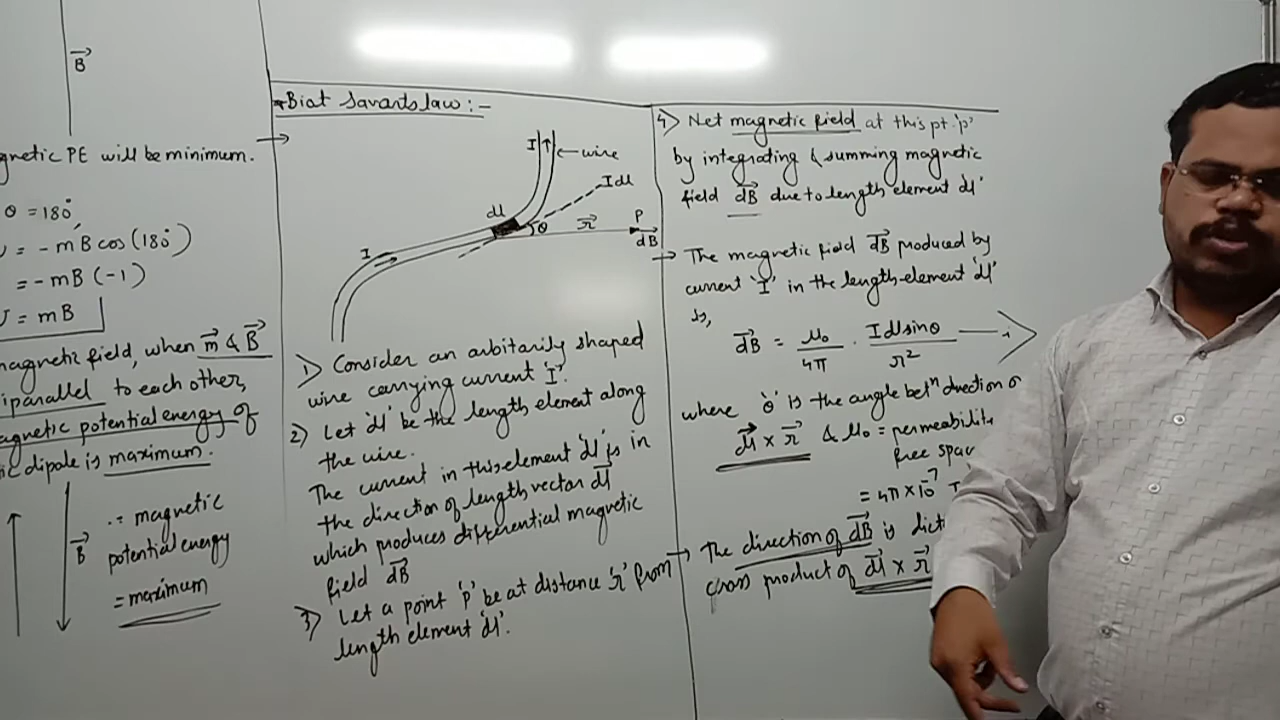 B
gnetic PE will be minimum.
θ = 180°
= -mB cos(180°)
= -mB (-1)
= mB
magnetic field, when m & B
iparallel to each other,
agnetic potential energy of
ic dipole is maximum.
B
∴ magnetic
potential energy
= maximum
Biot Savarts law :-
I
wire
Idl
dl
θ
r
P
dB
I
1) Consider an arbitarily shaped
wire carrying current 'I'.
2) Let 'dl' be the length element along
the wire.
The current in this element 'dl' is in
the direction of length vector dl
which produces differential magnetic
field dB
3) Let a point 'P' be at distance 'r' from
length element 'dl'.
4) Net magnetic field at this pt. 'p'
by integrating & summing magnetic
field dB due to length element 'dl'
→ The magnetic field dB produced by
current 'I' in the length-element 'dl'
is,
dB = μ₀/4π · Idl sinθ/r²
where 'θ' is the angle betⁿ direction o
dl × r & μ₀ = permeability
free spac
= 4π × 10⁻⁷ T
→ The direction of dB is dict
cross product of dl × r